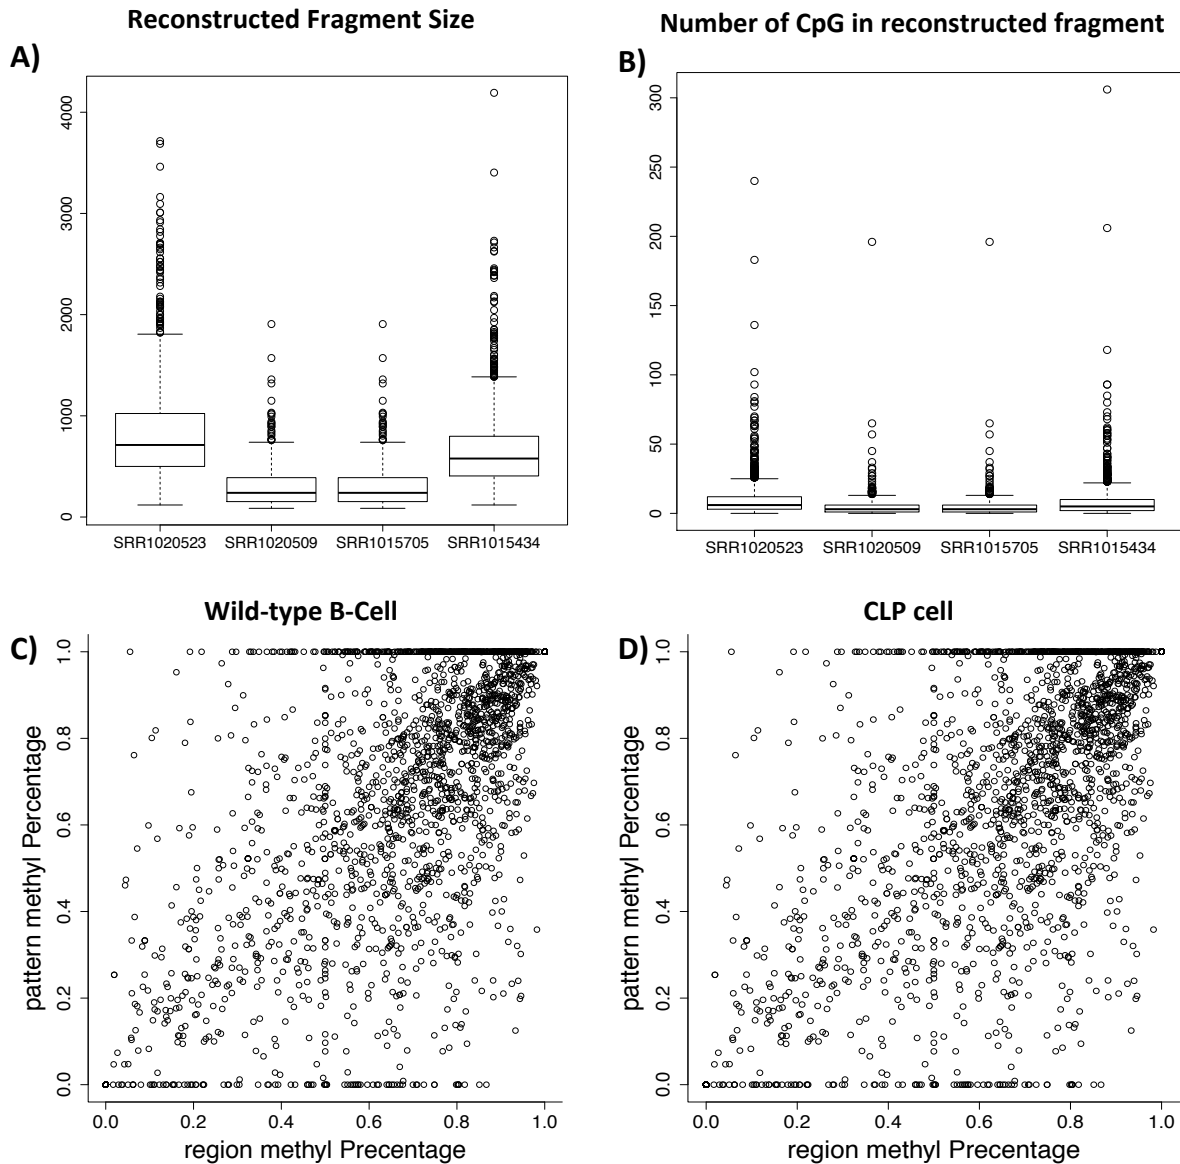 Reconstructed Fragment Size
Number of CpG in reconstructed fragment
A)
0 1000 2000 3000 4000
SRR1020523 SRR1020509 SRR1015705 SRR1015434
B)
0 50 100 150 200 250 300
SRR1020523 SRR1020509 SRR1015705 SRR1015434
Wild-type B-Cell
CLP cell
C)
pattern methyl Percentage
0.0 0.2 0.4 0.6 0.8 1.0
0.0 0.2 0.4 0.6 0.8 1.0
region methyl Precentage
D)
pattern methyl Percentage
0.0 0.2 0.4 0.6 0.8 1.0
0.0 0.2 0.4 0.6 0.8 1.0
region methyl Precentage